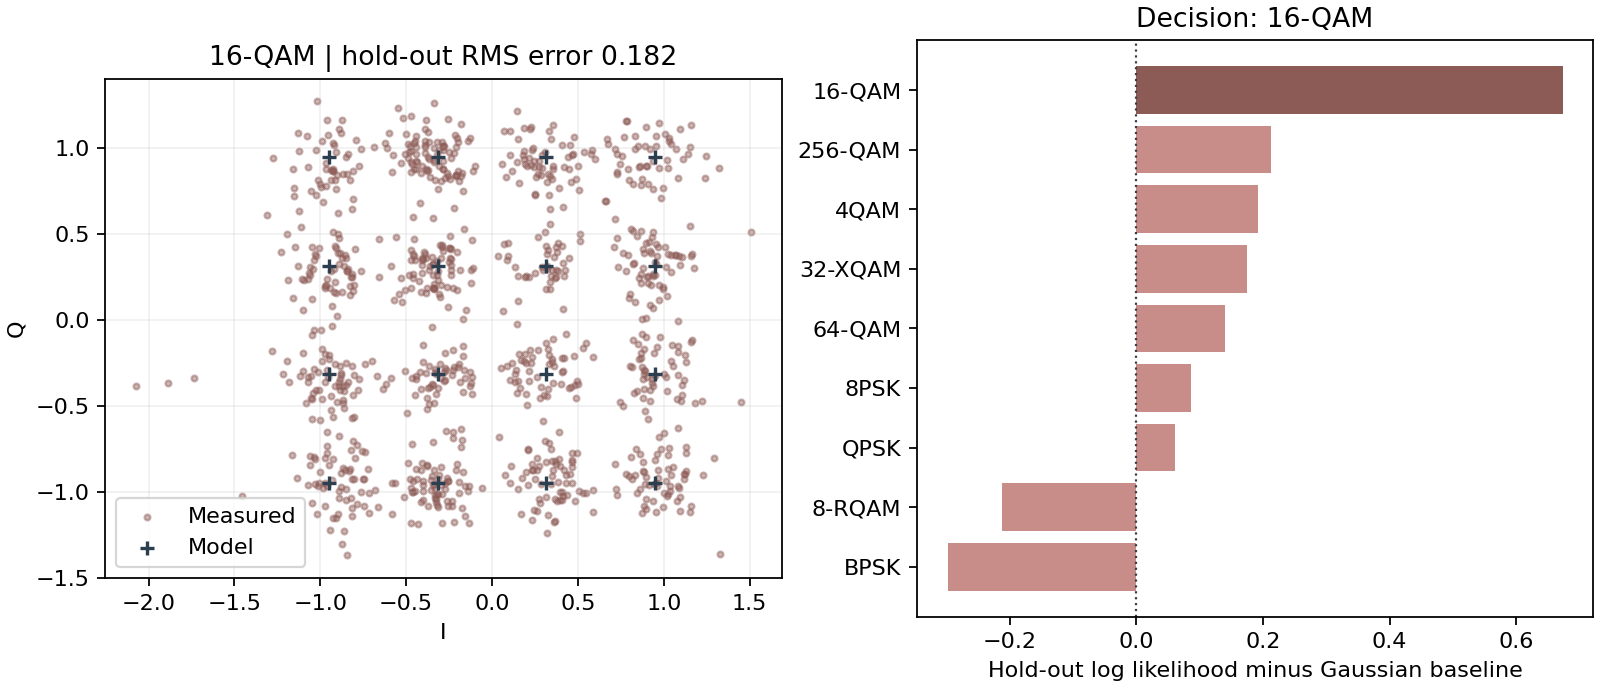 16-QAM | hold-out RMS error 0.182
Q
1.0
0.5
0.0
−0.5
−1.0
−1.5
Measured
Model
−2.0 −1.5 −1.0 −0.5 0.0 0.5 1.0 1.5
I
Decision: 16-QAM
16-QAM
256-QAM
4QAM
32-XQAM
64-QAM
8PSK
QPSK
8-RQAM
BPSK
−0.2 0.0 0.2 0.4 0.6
Hold-out log likelihood minus Gaussian baseline